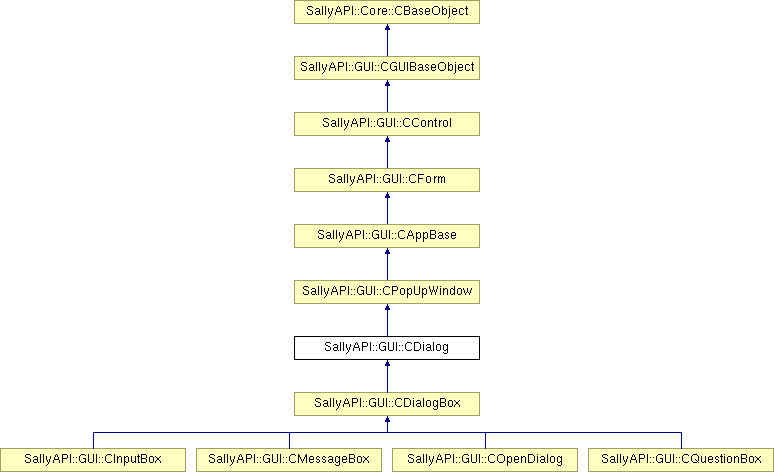 SallyAPI::Core::CBaseObject
SallyAPI::GUI::CGUIBaseObject
SallyAPI::GUI::CControl
SallyAPI::GUI::CForm
SallyAPI::GUI::CAppBase
SallyAPI::GUI::CPopUpWindow
SallyAPI::GUI::CDialog
SallyAPI::GUI::CDialogBox
SallyAPI::GUI::CInputBox
SallyAPI::GUI::CMessageBox
SallyAPI::GUI::COpenDialog
SallyAPI::GUI::CQuestionBox